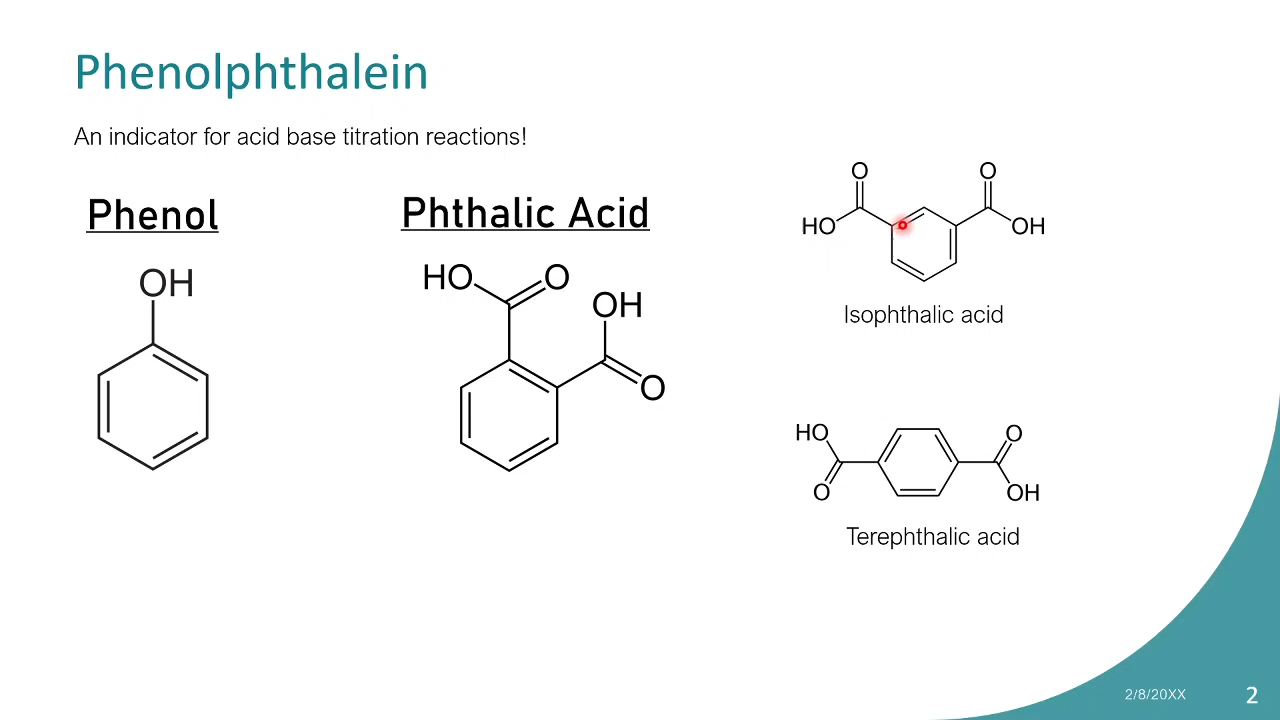 Phenolphthalein
An indicator for acid base titration reactions!
Phenol
OH
Phthalic Acid
HO
O
OH
O
O
O
HO
OH
Isophthalic acid
HO
O
O
OH
Terephthalic acid
2/8/20XX
2